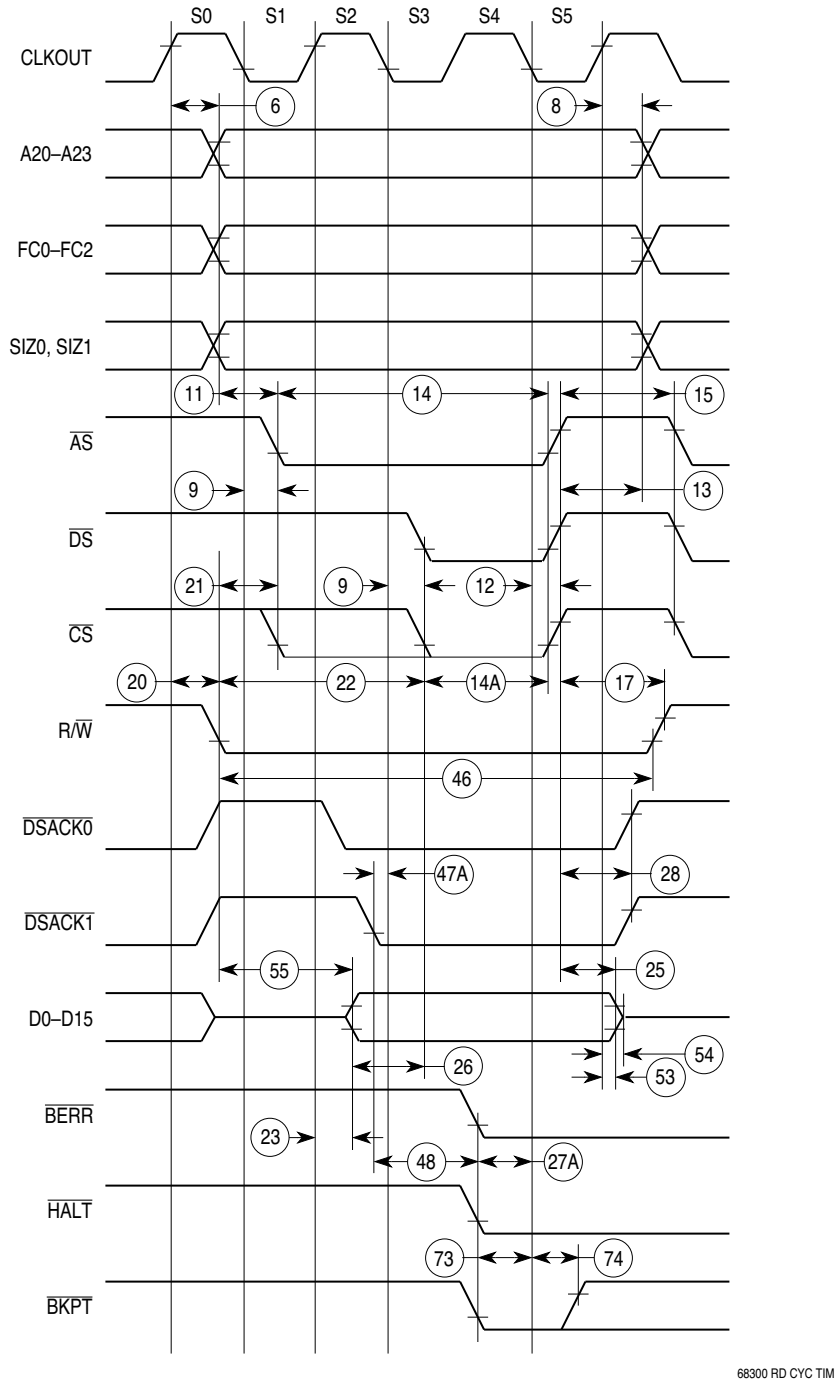 S0 S1 S2 S3 S4 S5
CLKOUT
6 8
A20–A23
FC0–FC2
SIZ0, SIZ1
11 14 15
AS
9 13
DS
21 9 12
CS
20 22 14A 17
R/W
46
DSACK0
47A 28
DSACK1
55 25
D0–D15
54
26
53
BERR
23
48 27A
HALT
73 74
BKPT
68300 RD CYC TIM